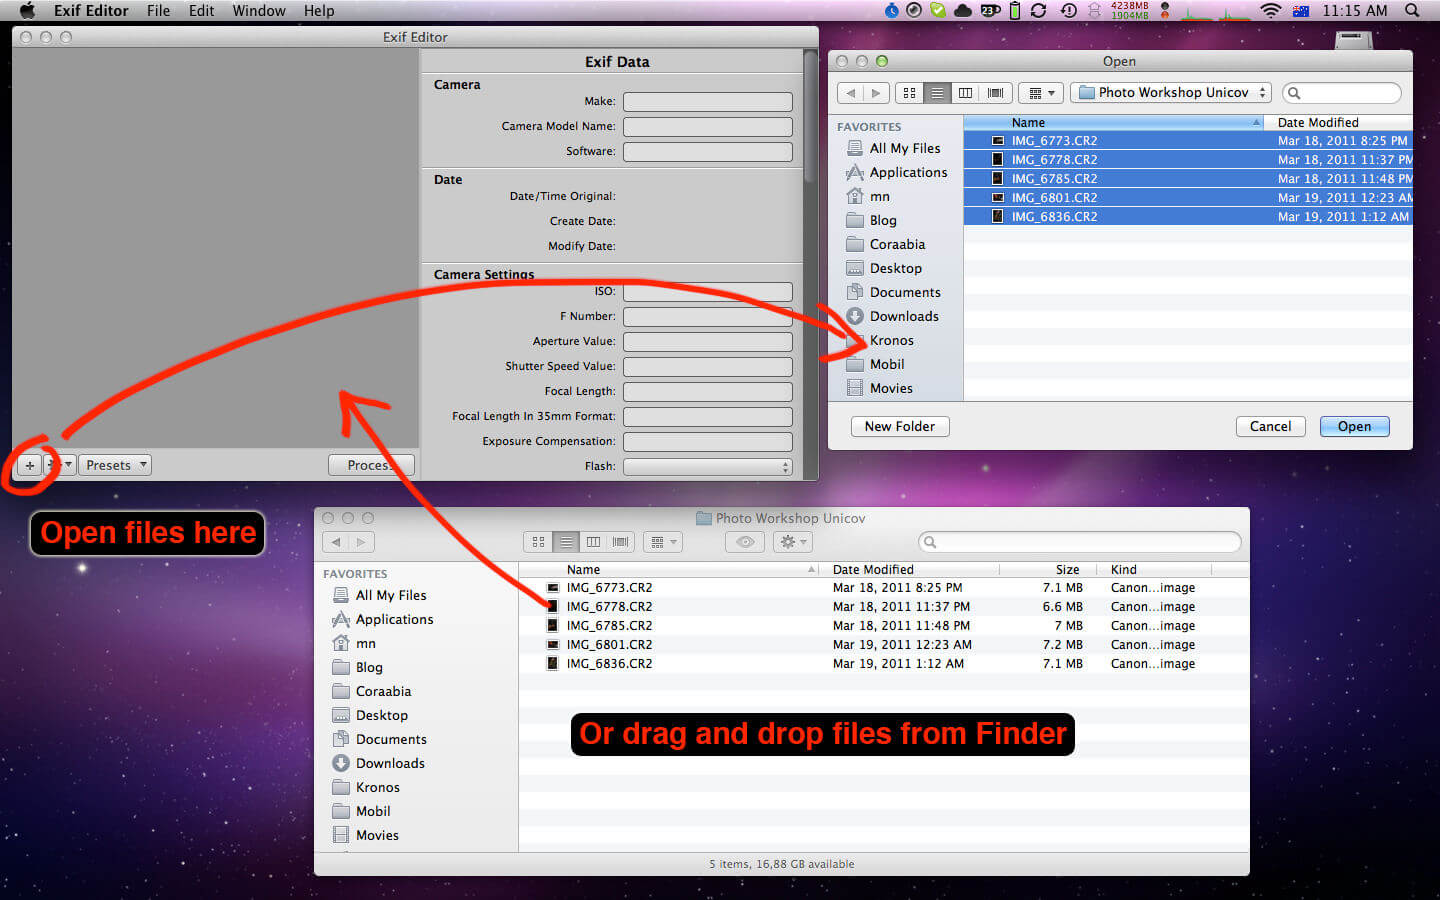 Exif Editor File Edit Window Help
23
4238MB
1904MB
11:15 AM
Exif Editor
Exif Data
Camera
Make:
Camera Model Name:
Software:
Date
Date/Time Original:
Create Date:
Modify Date:
Camera Settings
ISO:
F Number:
Aperture Value:
Shutter Speed Value:
Focal Length:
Focal Length In 35mm Format:
Exposure Compensation:
Flash:
+ Presets Process
Open files here
Open
Photo Workshop Unicov
FAVORITES
All My Files
Applications
mn
Blog
Coraabia
Desktop
Documents
Downloads
Kronos
Mobil
Movies
Name Date Modified
IMG_6773.CR2 Mar 18, 2011 8:25 PM
IMG_6778.CR2 Mar 18, 2011 11:37 PM
IMG_6785.CR2 Mar 18, 2011 11:48 PM
IMG_6801.CR2 Mar 19, 2011 12:23 AM
IMG_6836.CR2 Mar 19, 2011 1:12 AM
New Folder Cancel Open
Photo Workshop Unicov
FAVORITES
All My Files
Applications
mn
Blog
Coraabia
Desktop
Documents
Downloads
Kronos
Mobil
Movies
Name Date Modified Size Kind
IMG_6773.CR2 Mar 18, 2011 8:25 PM 7.1 MB Canon...image
IMG_6778.CR2 Mar 18, 2011 11:37 PM 6.6 MB Canon...image
IMG_6785.CR2 Mar 18, 2011 11:48 PM 7 MB Canon...image
IMG_6801.CR2 Mar 19, 2011 12:23 AM 7.2 MB Canon...image
IMG_6836.CR2 Mar 19, 2011 1:12 AM 7.1 MB Canon...image
Or drag and drop files from Finder
5 items, 16,88 GB available